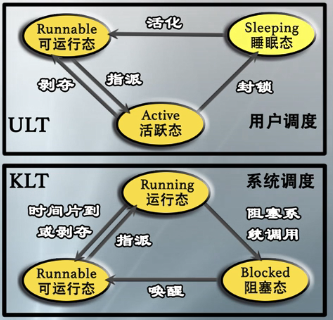 Runnable
可运行态
活化
Sleeping
睡眠态
剥夺
指派
封锁
Active
活跃态
ULT
用户调度
KLT
Running
运行态
系统调度
时间片到
或剥夺
指派
阻塞系
统调用
Runnable
可运行态
唤醒
Blocked
阻塞态